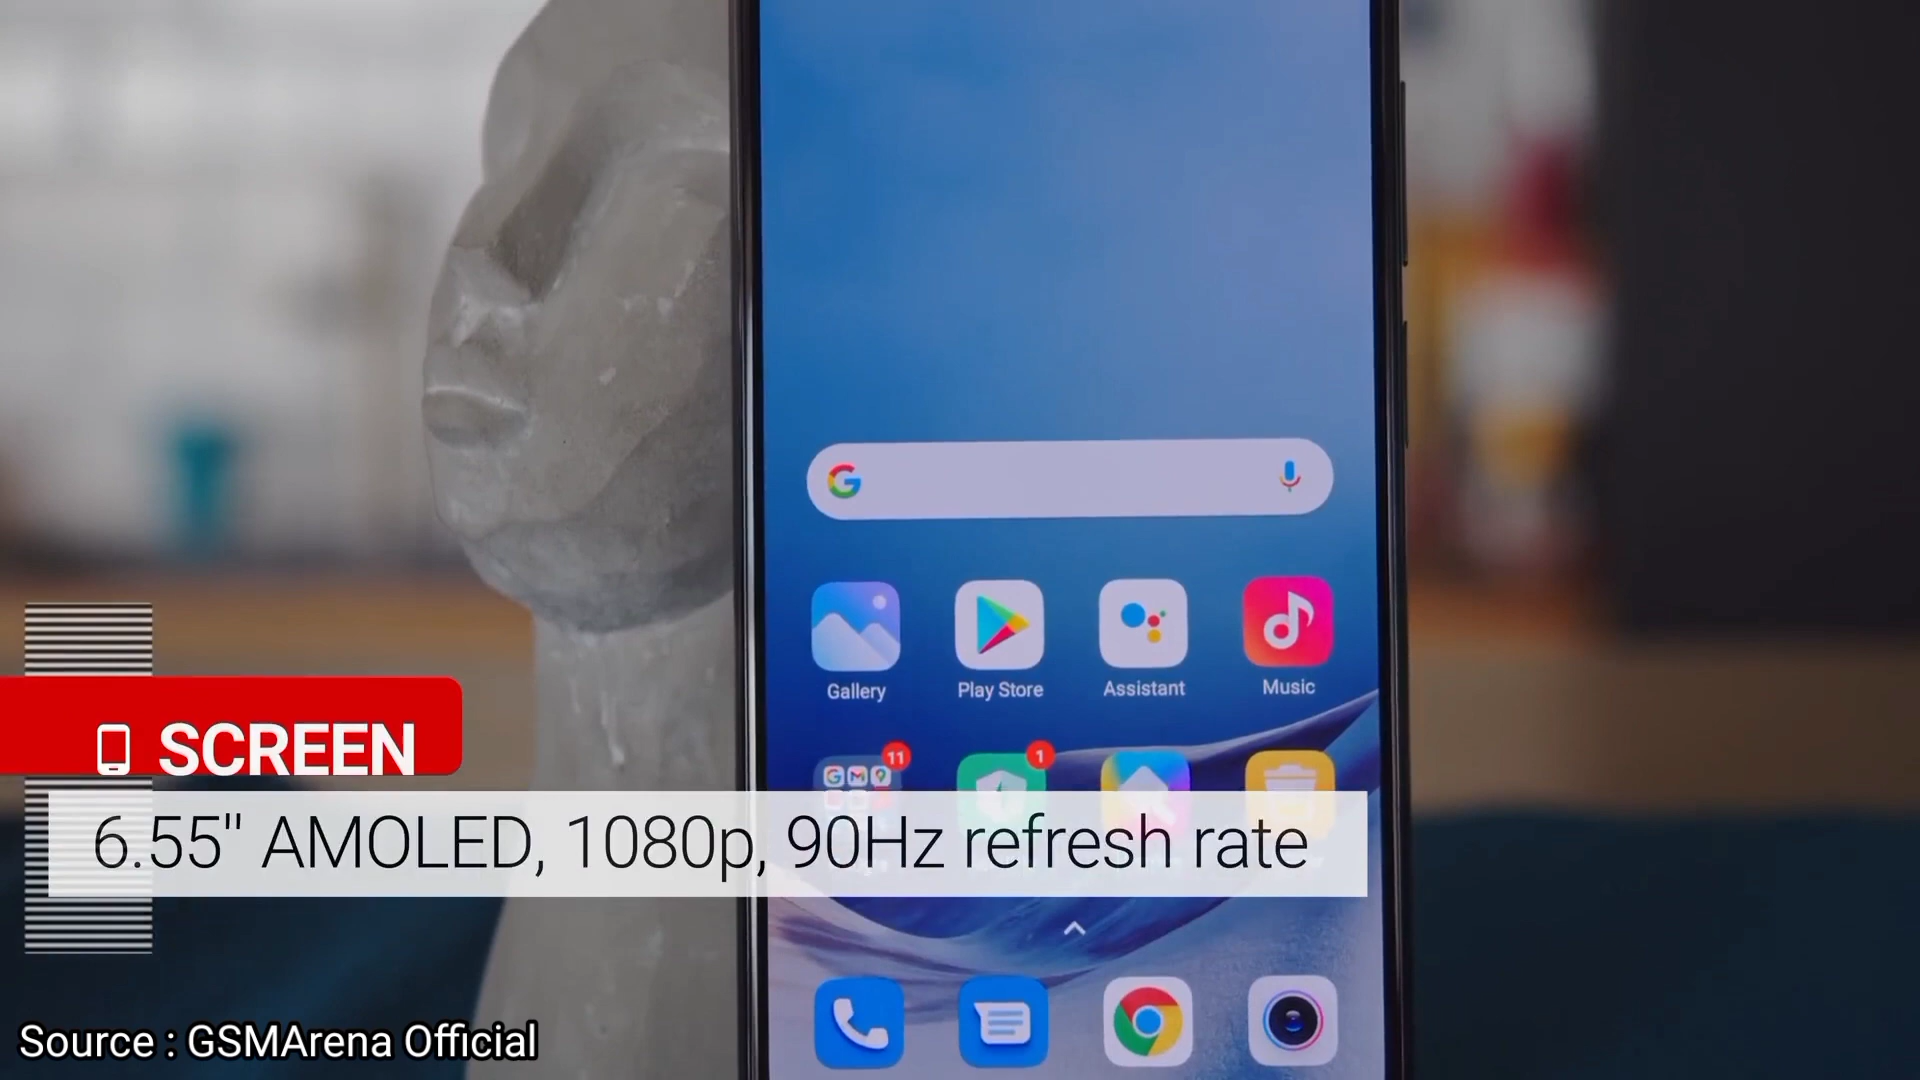 Gallery
Play Store
Assistant
Music
11
1
SCREEN
6.55" AMOLED, 1080p, 90Hz refresh rate
Source : GSMArena Official